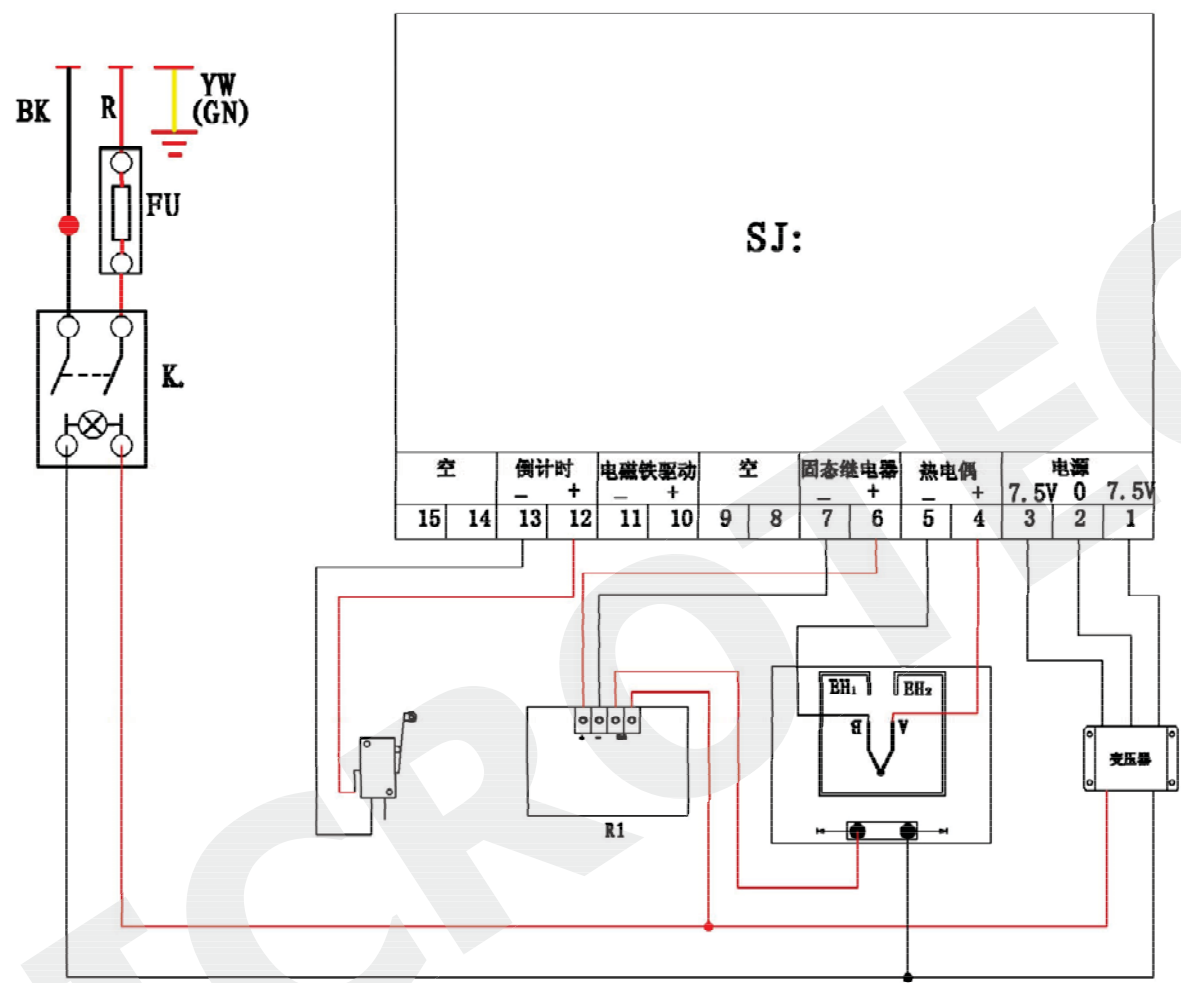 YW
BK R (GN)
FU
SJ:
K.
空 倒计时 电磁铁驱动 空 固态继电器 热电偶 电源
− + − + − + − + 7.5V 0 7.5V
15 14 13 12 11 10 9 8 7 6 5 4 3 2 1
EH₁ EH₂
B A
变压器
+ −
R1
CROTEC